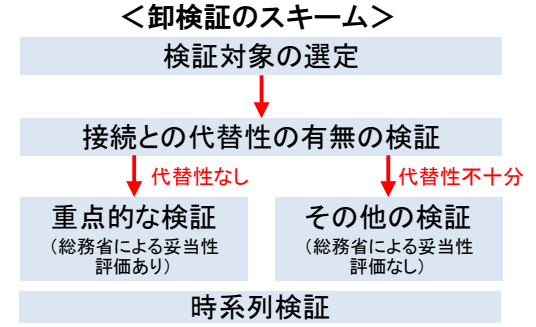 ＜卸検証のスキーム＞
検証対象の選定
接続との代替性の有無の検証
代替性なし
代替性不十分
重点的な検証
（総務省による妥当性
評価あり）
その他の検証
（総務省による妥当性
評価なし）
時系列検証